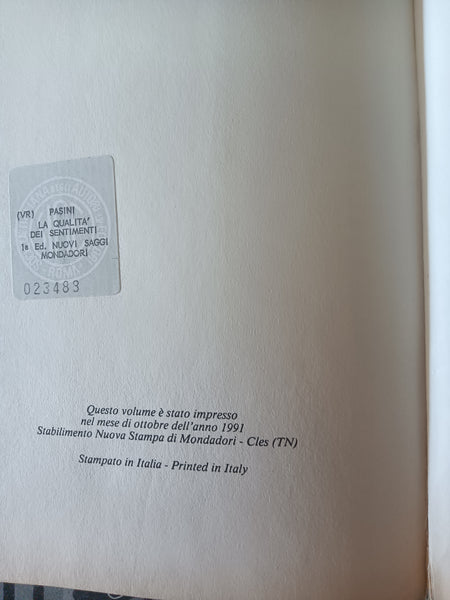 (VR) PASINI
LA QUALITA'
DEI SENTIMENTI
1a Ed. NUOVI SAGGI
MONDADORI
023483
Questo volume è stato impresso
nel mese di ottobre dell'anno 1991
Stabilimento Nuova Stampa di Mondadori - Cles (TN)
Stampato in Italia - Printed in Italy